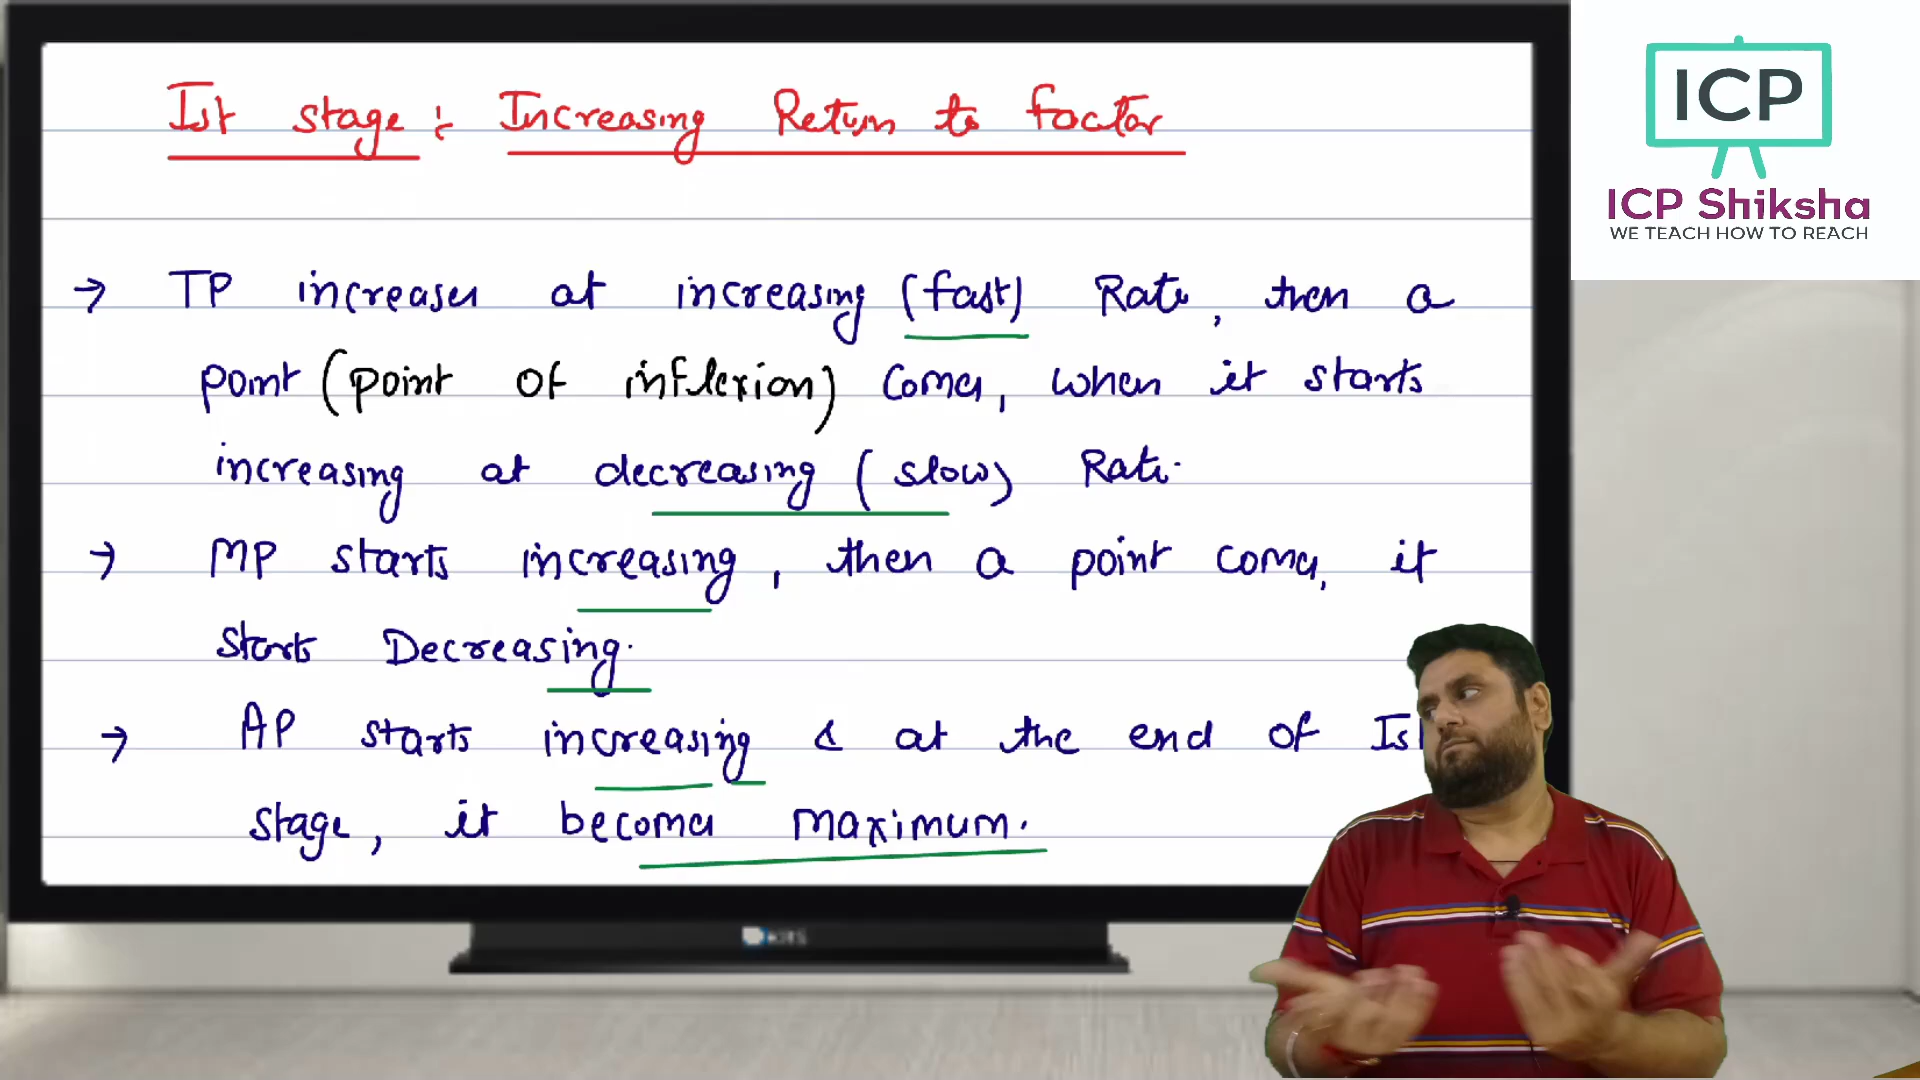 Ist stage : Increasing Return to factor
→ TP increases at increasing (fast) Rate, then a
point (point of inflexion) comes, when it starts
increasing at decreasing (slow) Rate.
→ MP starts increasing, then a point comes, it
starts Decreasing.
→ AP starts increasing & at the end of Ist
stage, it becomes maximum.
ICP
ICP Shiksha
WE TEACH HOW TO REACH